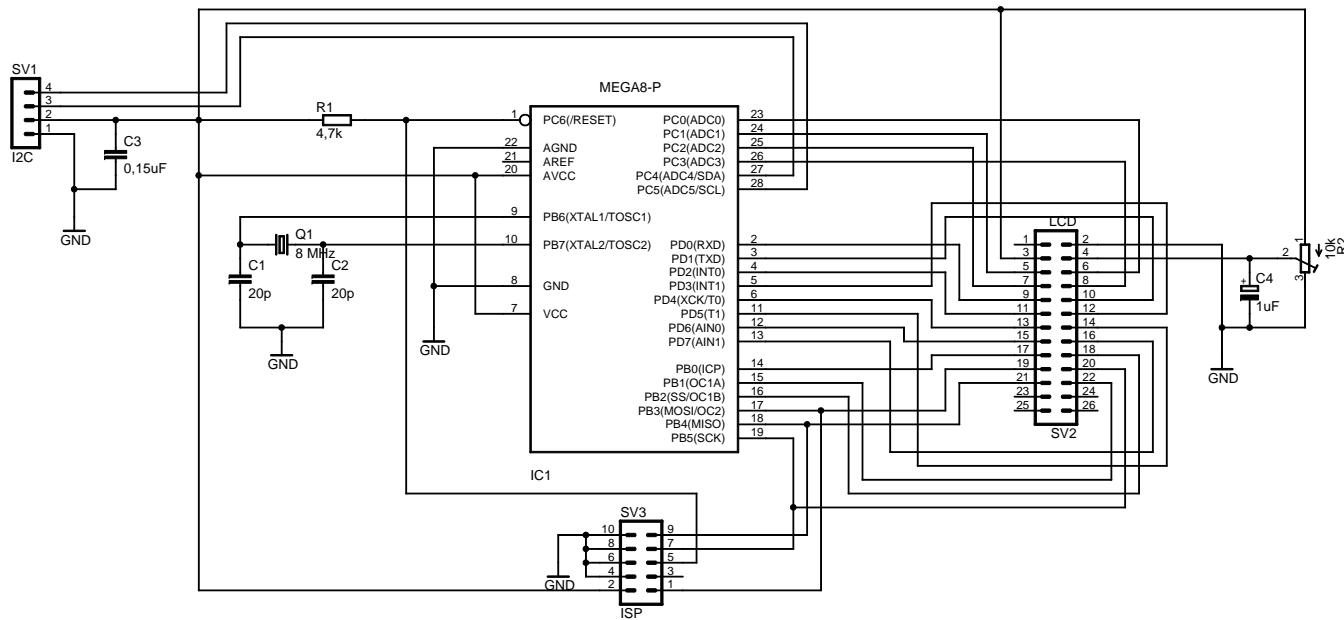 SV1
4
3
2
1
I2C
C3
0,15uF
GND
R1
4,7k
MEGA8-P
1 PC6(/RESET)
22 AGND
21 AREF
20 AVCC
9 PB6(XTAL1/TOSC1)
10 PB7(XTAL2/TOSC2)
8 GND
7 VCC
PC0(ADC0) 23
PC1(ADC1) 24
PC2(ADC2) 25
PC3(ADC3) 26
PC4(ADC4/SDA) 27
PC5(ADC5/SCL) 28
PD0(RXD) 2
PD1(TXD) 3
PD2(INT0) 4
PD3(INT1) 5
PD4(XCK/T0) 6
PD5(T1) 11
PD6(AIN0) 12
PD7(AIN1) 13
PB0(ICP) 14
PB1(OC1A) 15
PB2(SS/OC1B) 16
PB3(MOSI/OC2) 17
PB4(MISO) 18
PB5(SCK) 19
IC1
Q1
8 MHz
C1
20p
C2
20p
GND
GND
LCD
1 2
3 4
5 6
7 8
9 10
11 12
13 14
15 16
17 18
19 20
21 22
23 24
25 26
SV2
C4
+
1uF
GND
1
2
3
10k
R2
SV3
10 9
8 7
6 5
4 3
2 1
ISP
GND